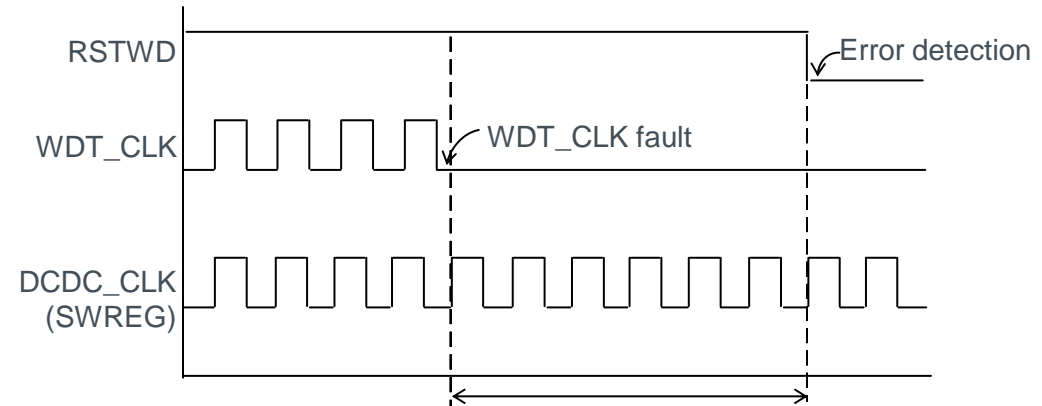 RSTWD
Error detection
WDT_CLK
WDT_CLK fault
DCDC_CLK
(SWREG)